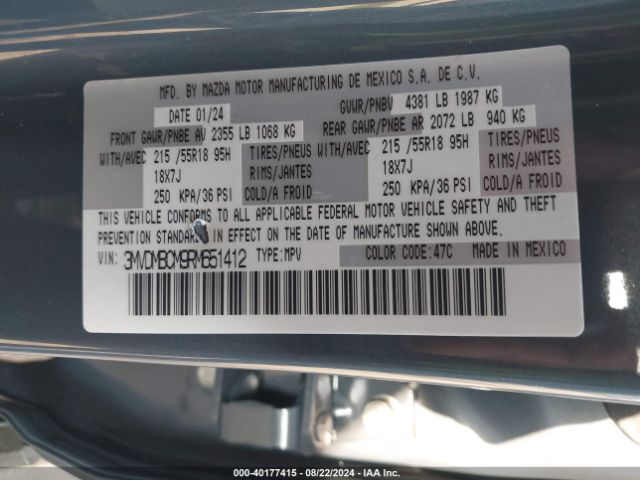 MFD. BY MAZDA MOTOR MANUFACTURING DE MEXICO S.A. DE C.V.
DATE 01/24 GVWR/PNBV 4381 LB 1987 KG
FRONT GAWR/PNBE AV 2355 LB 1068 KG REAR GAWR/PNBE AR 2072 LB 940 KG
WITH/AVEC 215 /55R18 95H TIRES/PNEUS WITH/AVEC 215 /55R18 95H TIRES/PNEUS
18X7J RIMS/JANTES 18X7J RIMS/JANTES
250 KPA/36 PSI COLD/A FROID 250 KPA/36 PSI COLD/A FROID
THIS VEHICLE CONFORMS TO ALL APPLICABLE FEDERAL MOTOR VEHICLE SAFETY AND THEFT
PREVENTION STANDARDS IN EFFECT ON THE DATE OF MANUFACTURE SHOWN ABOVE.
VIN: 3MVDMBCM9RM651412 TYPE:MPV COLOR CODE:47C MADE IN MEXICO
000-40177415 - 08/22/2024 - IAA Inc.